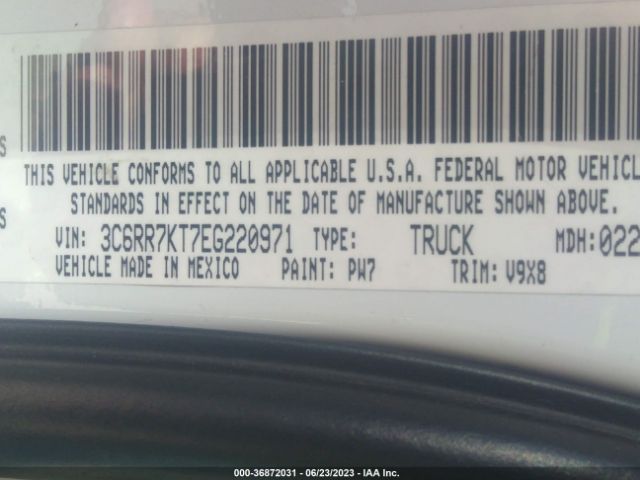 THIS VEHICLE CONFORMS TO ALL APPLICABLE U.S.A. FEDERAL MOTOR VEHICL
STANDARDS IN EFFECT ON THE DATE OF MANUFACTURE SHOWN ABOVE.
VIN: 3C6RR7KT7EG220971 TYPE: TRUCK MDH:022
VEHICLE MADE IN MEXICO PAINT: PW7 TRIM: V9X8
000-36872031 - 06/23/2023 - IAA Inc.